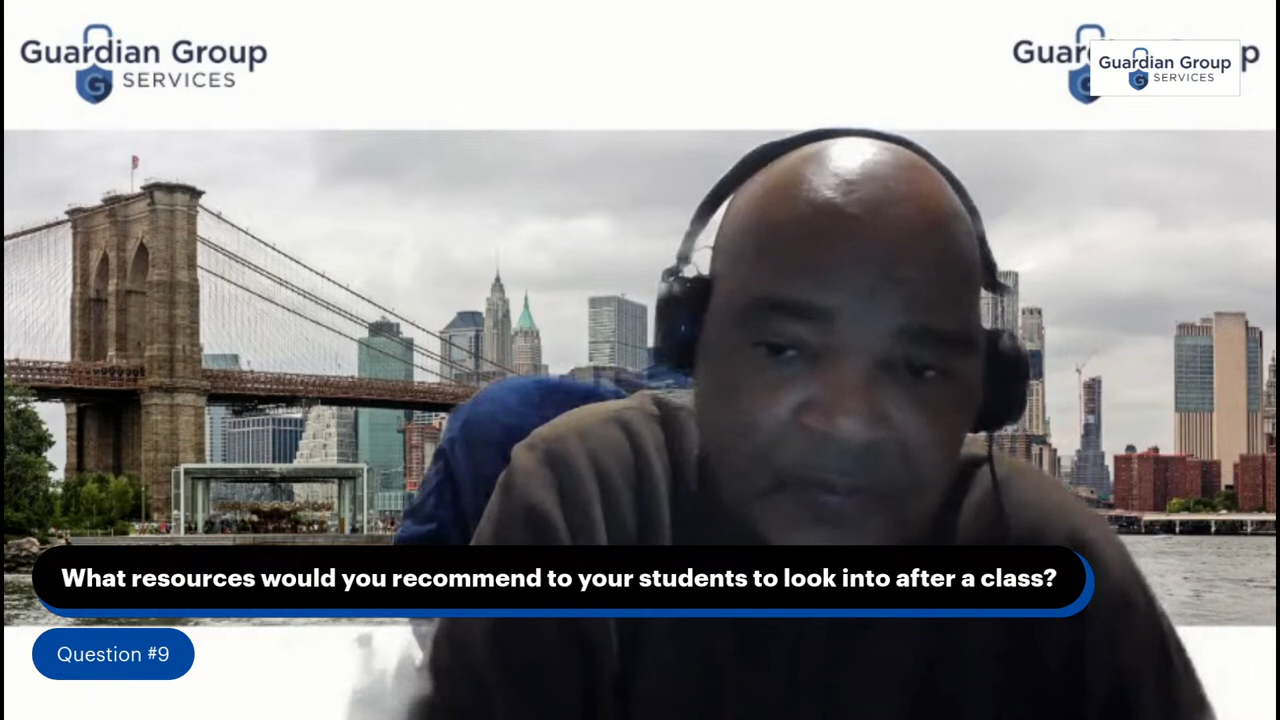 Guardian Group
SERVICES
G
Guar
G
p
Guardian Group
SERVICES
G
What resources would you recommend to your students to look into after a class?
Question #9